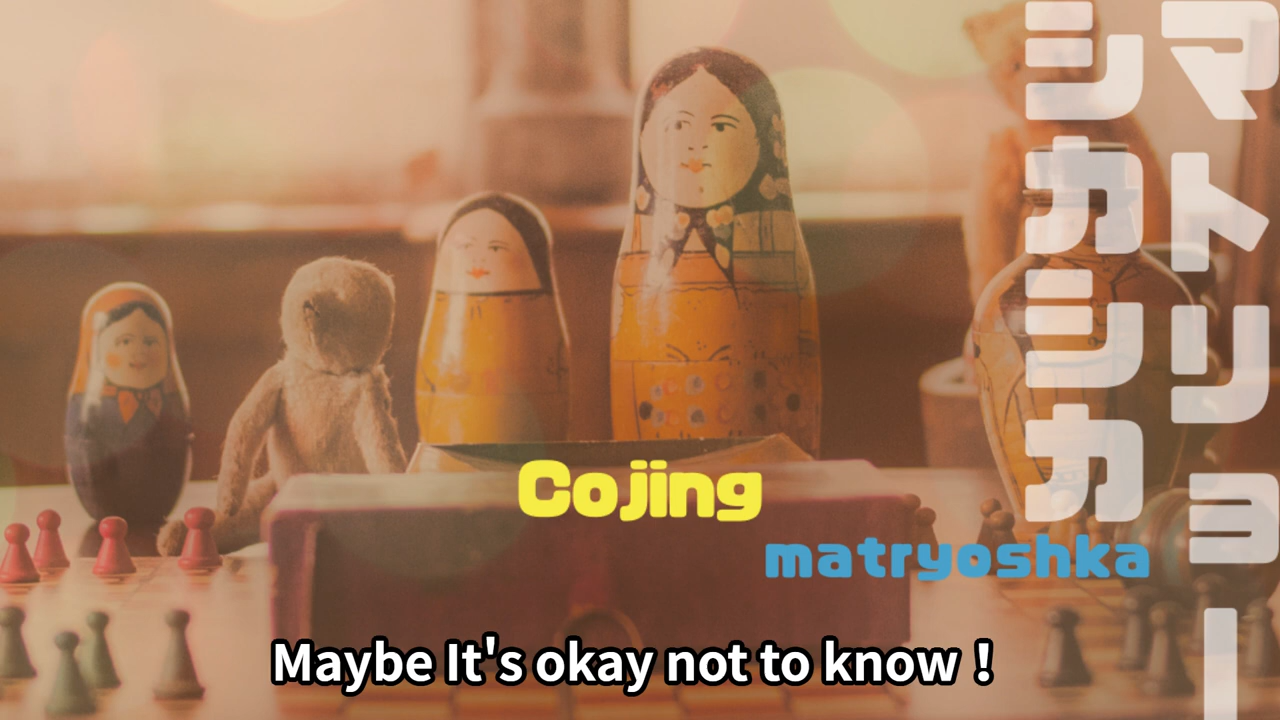 マトリョー
シカシカ
Cojing
matryoshka
Maybe It's okay not to know！